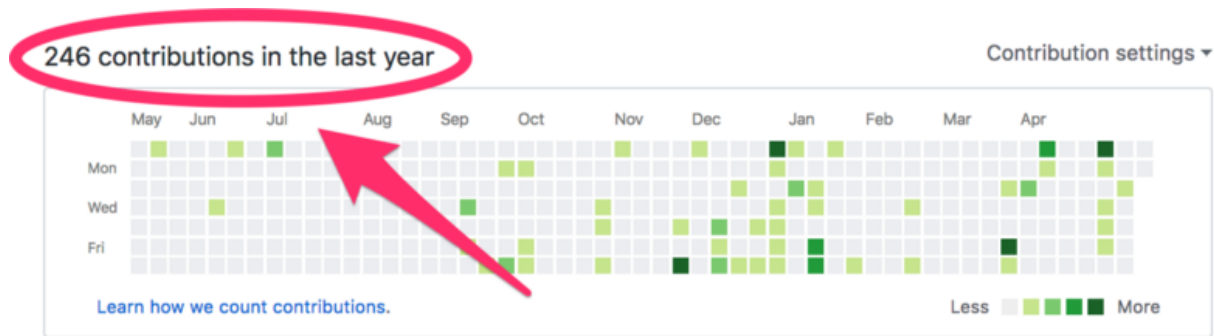 246 contributions in the last year
Contribution settings
May Jun Jul Aug Sep Oct Nov Dec Jan Feb Mar Apr
Mon
Wed
Fri
Learn how we count contributions.
Less More